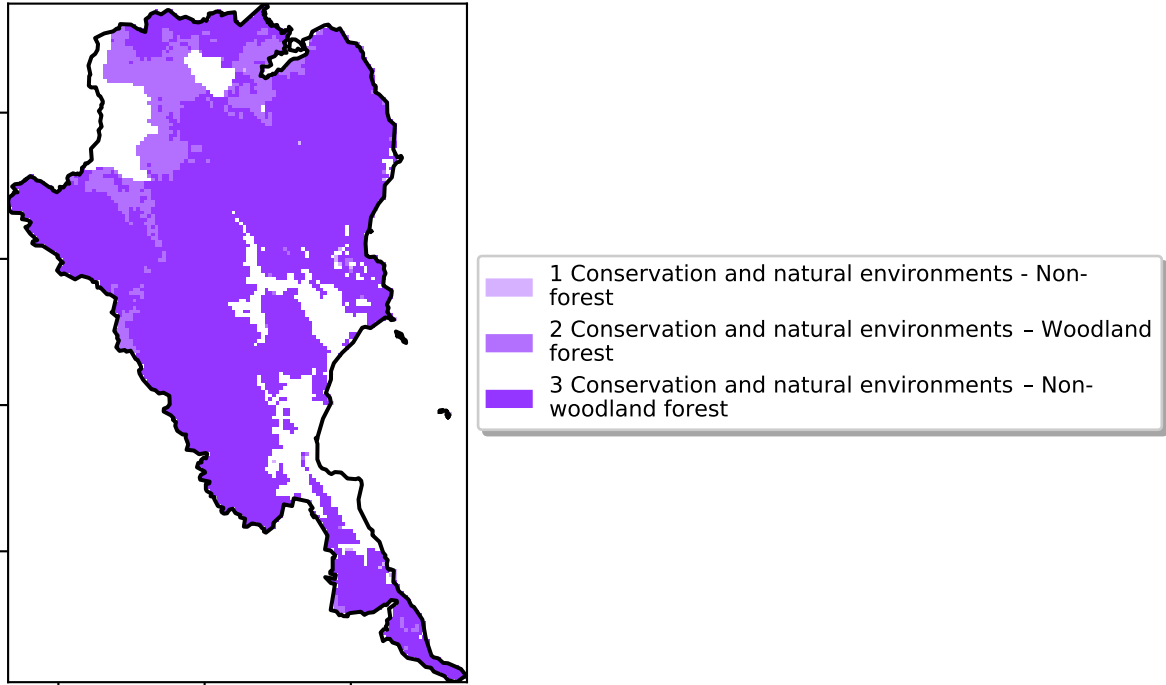 1 Conservation and natural environments - Non-
forest
2 Conservation and natural environments – Woodland
forest
3 Conservation and natural environments – Non-
woodland forest